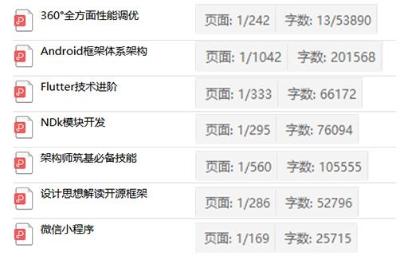 360°全方面性能调优 页面: 1/242 字数: 13/53890
Android框架体系架构 页面: 1/1042 字数: 201568
Flutter技术进阶 页面: 1/333 字数: 66172
NDk模块开发 页面: 1/295 字数: 76094
架构师筑基必备技能 页面: 1/560 字数: 105555
设计思想解读开源框架 页面: 1/286 字数: 52796
微信小程序 页面: 1/169 字数: 25715